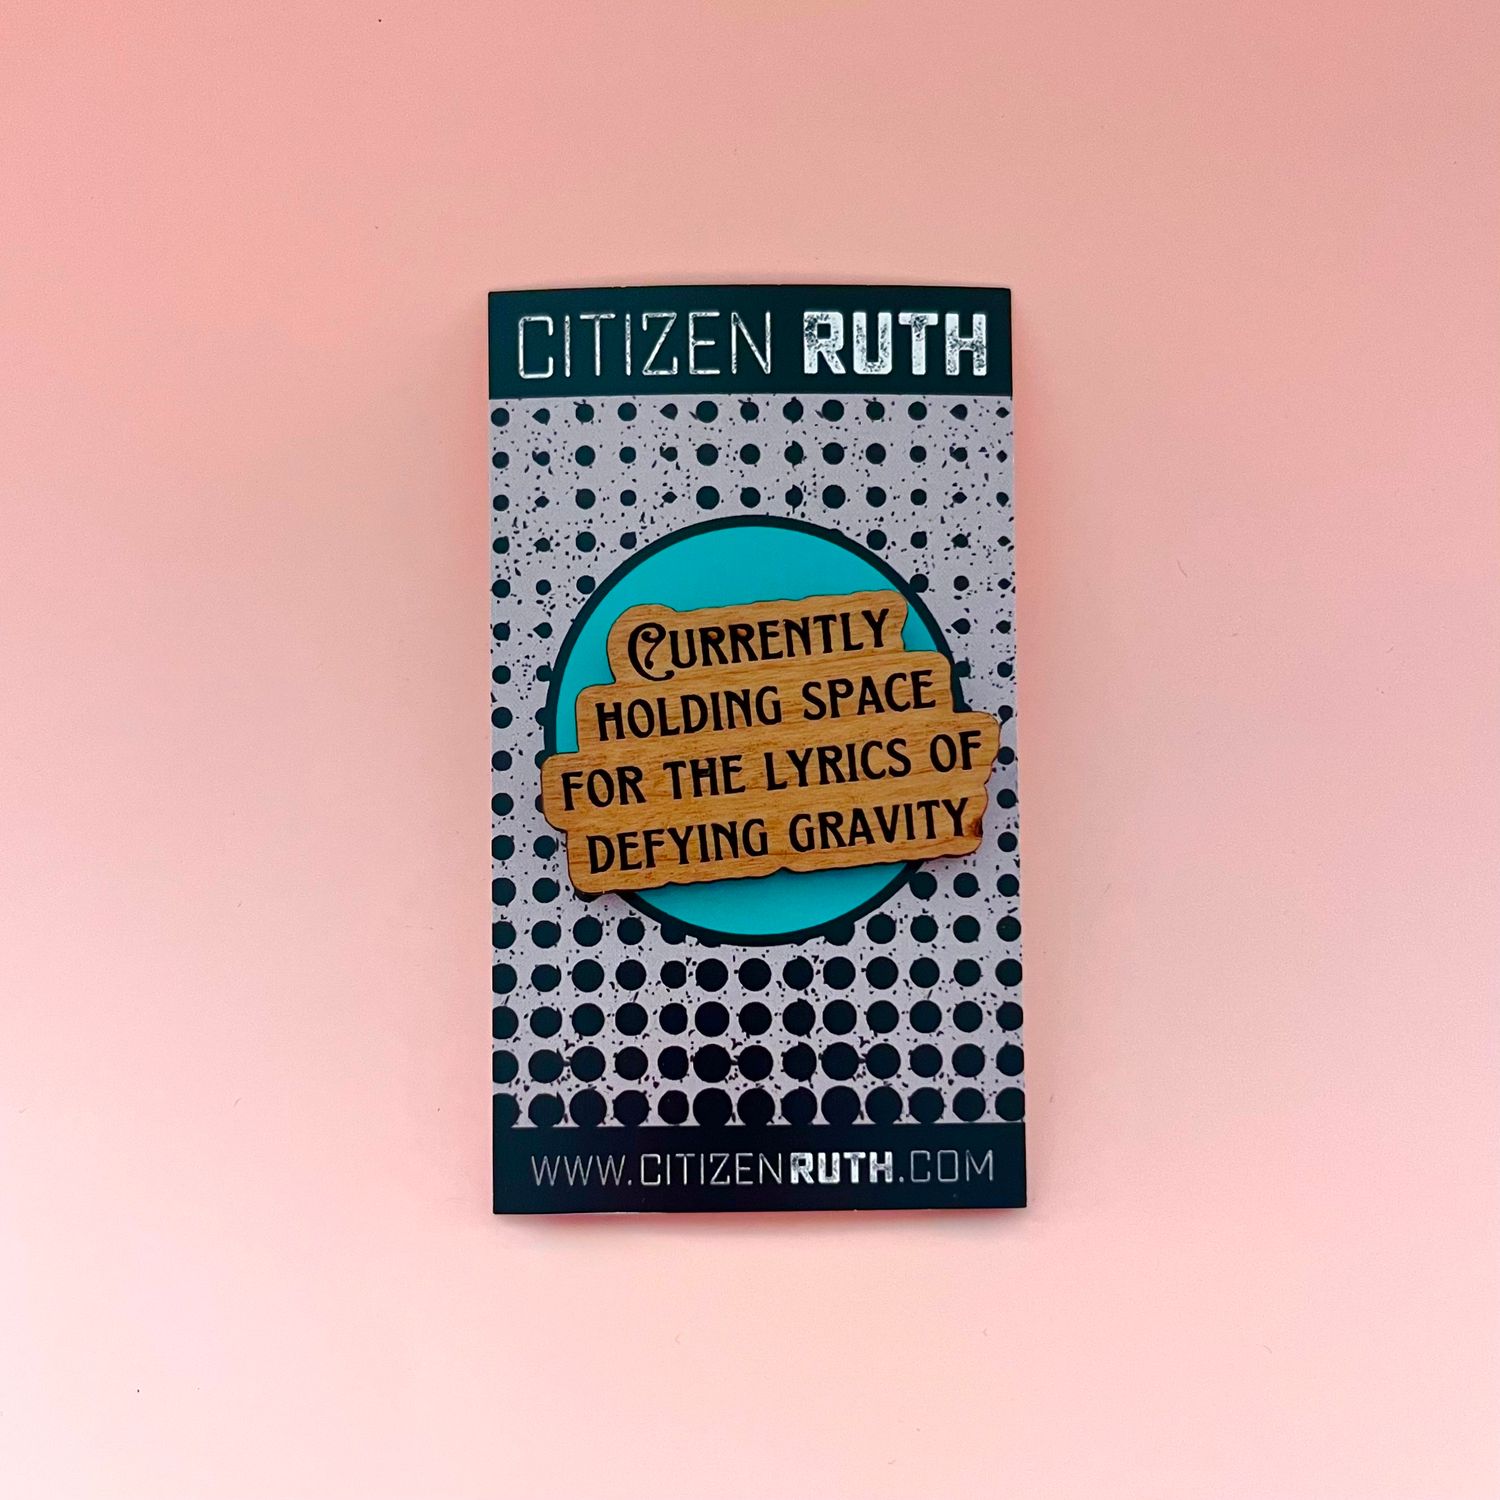 CITIZEN RUTH
CURRENTLY
HOLDING SPACE
FOR THE LYRICS OF
DEFYING GRAVITY
WWW.CITIZENRUTH.COM